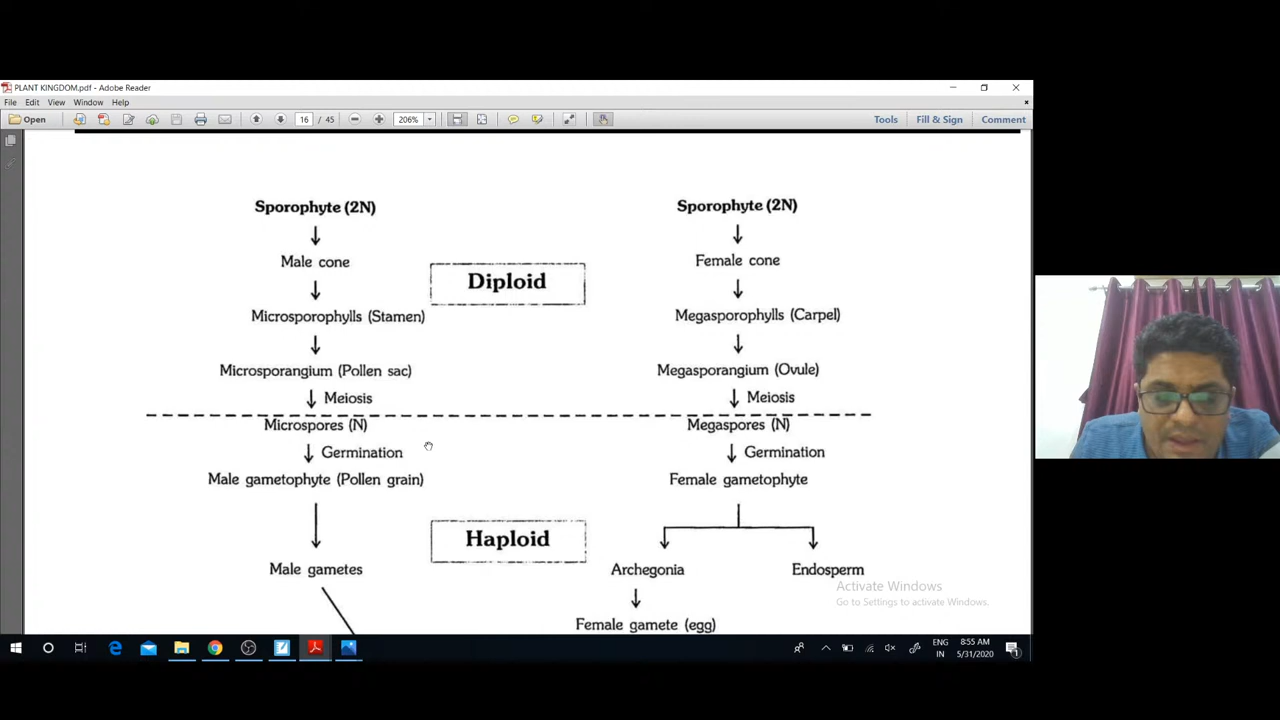 PLANT KINGDOM.pdf - Adobe Reader
File Edit View Window Help
Open 16 / 45 206% Tools Fill & Sign Comment
Sporophyte (2N) Sporophyte (2N)
Male cone Female cone
Diploid
Microsporophylls (Stamen) Megasporophylls (Carpel)
Microsporangium (Pollen sac) Megasporangium (Ovule)
Meiosis Meiosis
Microspores (N) Megaspores (N)
Germination Germination
Male gametophyte (Pollen grain) Female gametophyte
Haploid
Male gametes Archegonia Endosperm
Activate Windows
Go to Settings to activate Windows.
Female gamete (egg)
ENG 8:55 AM
IN 5/31/2020 1